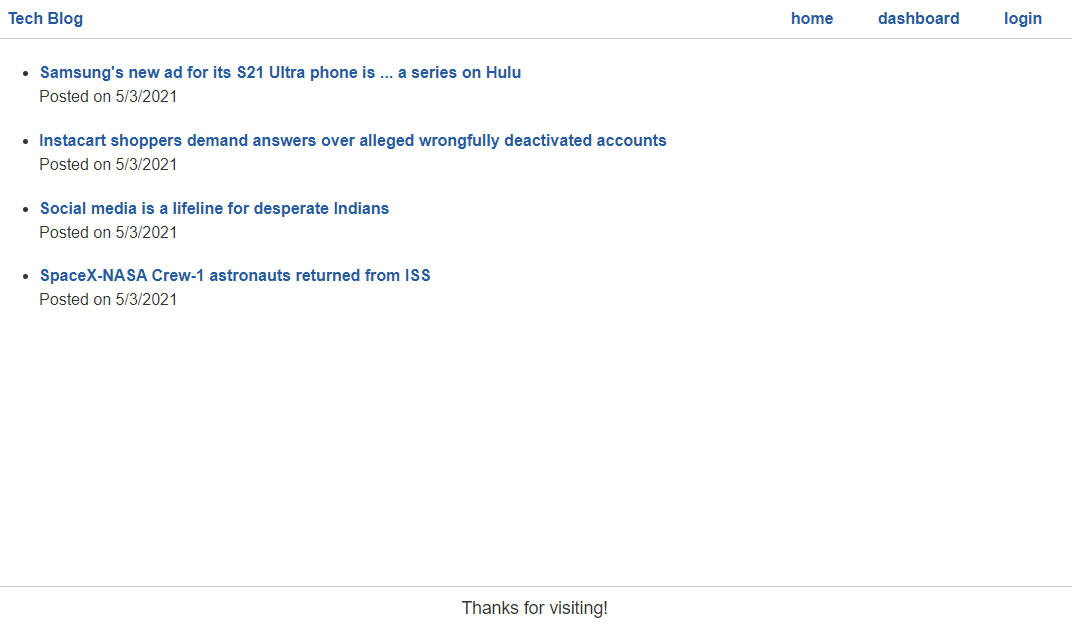 Tech Blog home dashboard login
Samsung's new ad for its S21 Ultra phone is ... a series on Hulu
Posted on 5/3/2021
Instacart shoppers demand answers over alleged wrongfully deactivated accounts
Posted on 5/3/2021
Social media is a lifeline for desperate Indians
Posted on 5/3/2021
SpaceX-NASA Crew-1 astronauts returned from ISS
Posted on 5/3/2021
Thanks for visiting!